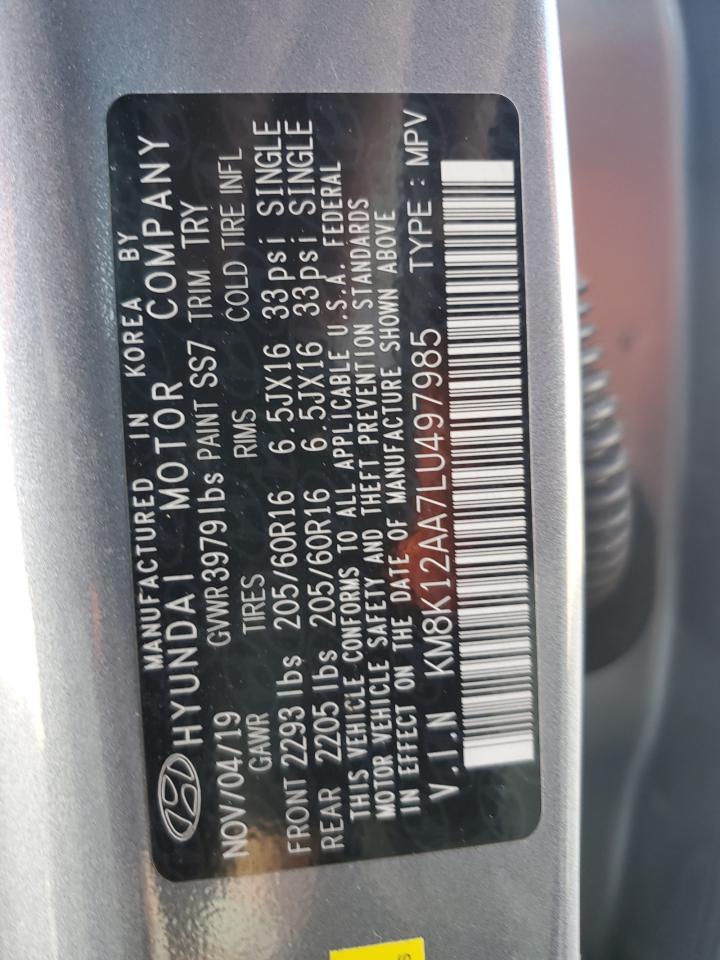 MANUFACTURED IN KOREA BY
HYUNDAI MOTOR COMPANY
NOV/04/19 GVWR 3979 lbs PAINT SS7 TRIM TRY
GAWR TIRES RIMS COLD TIRE INFL
FRONT 2293 lbs 205/60R16 6.5JX16 33psi SINGLE
REAR 2205 lbs 205/60R16 6.5JX16 33psi SINGLE
THIS VEHICLE CONFORMS TO ALL APPLICABLE U.S.A. FEDERAL
MOTOR VEHICLE SAFETY AND THEFT PREVENTION STANDARDS
IN EFFECT ON THE DATE OF MANUFACTURE SHOWN ABOVE
V.I.N KM8K12AA7LU497985 TYPE : MPV